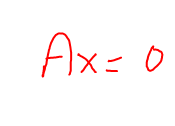 Ax = 0